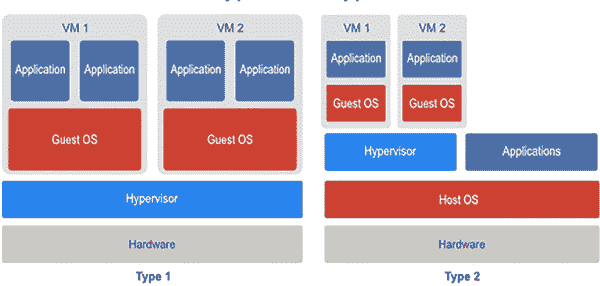 VM 1
VM 2
Application
Application
Application
Application
Guest OS
Guest OS
Hypervisor
Hardware
Type 1
VM 1
VM 2
Application
Application
Guest OS
Guest OS
Hypervisor
Applications
Host OS
Hardware
Type 2